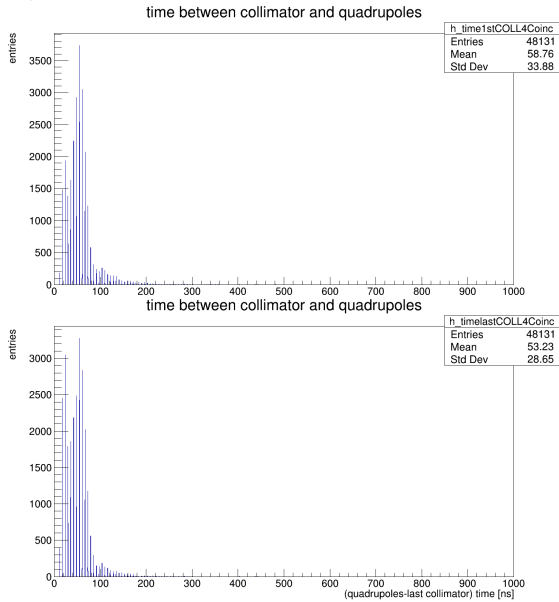 time between collimator and quadrupoles
h_time1stCOLL4Coinc
Entries 48131
Mean 58.76
Std Dev 33.88
entries
3500
3000
2500
2000
1500
1000
500
0
0 100 200 300 400 500 600 700 800 900 1000
time between collimator and quadrupoles
h_timelastCOLL4Coinc
Entries 48131
Mean 53.23
Std Dev 28.65
entries
3000
2500
2000
1500
1000
500
0
0 100 200 300 400 500 600 700 800 900 1000
(quadrupoles-last collimator) time [ns]